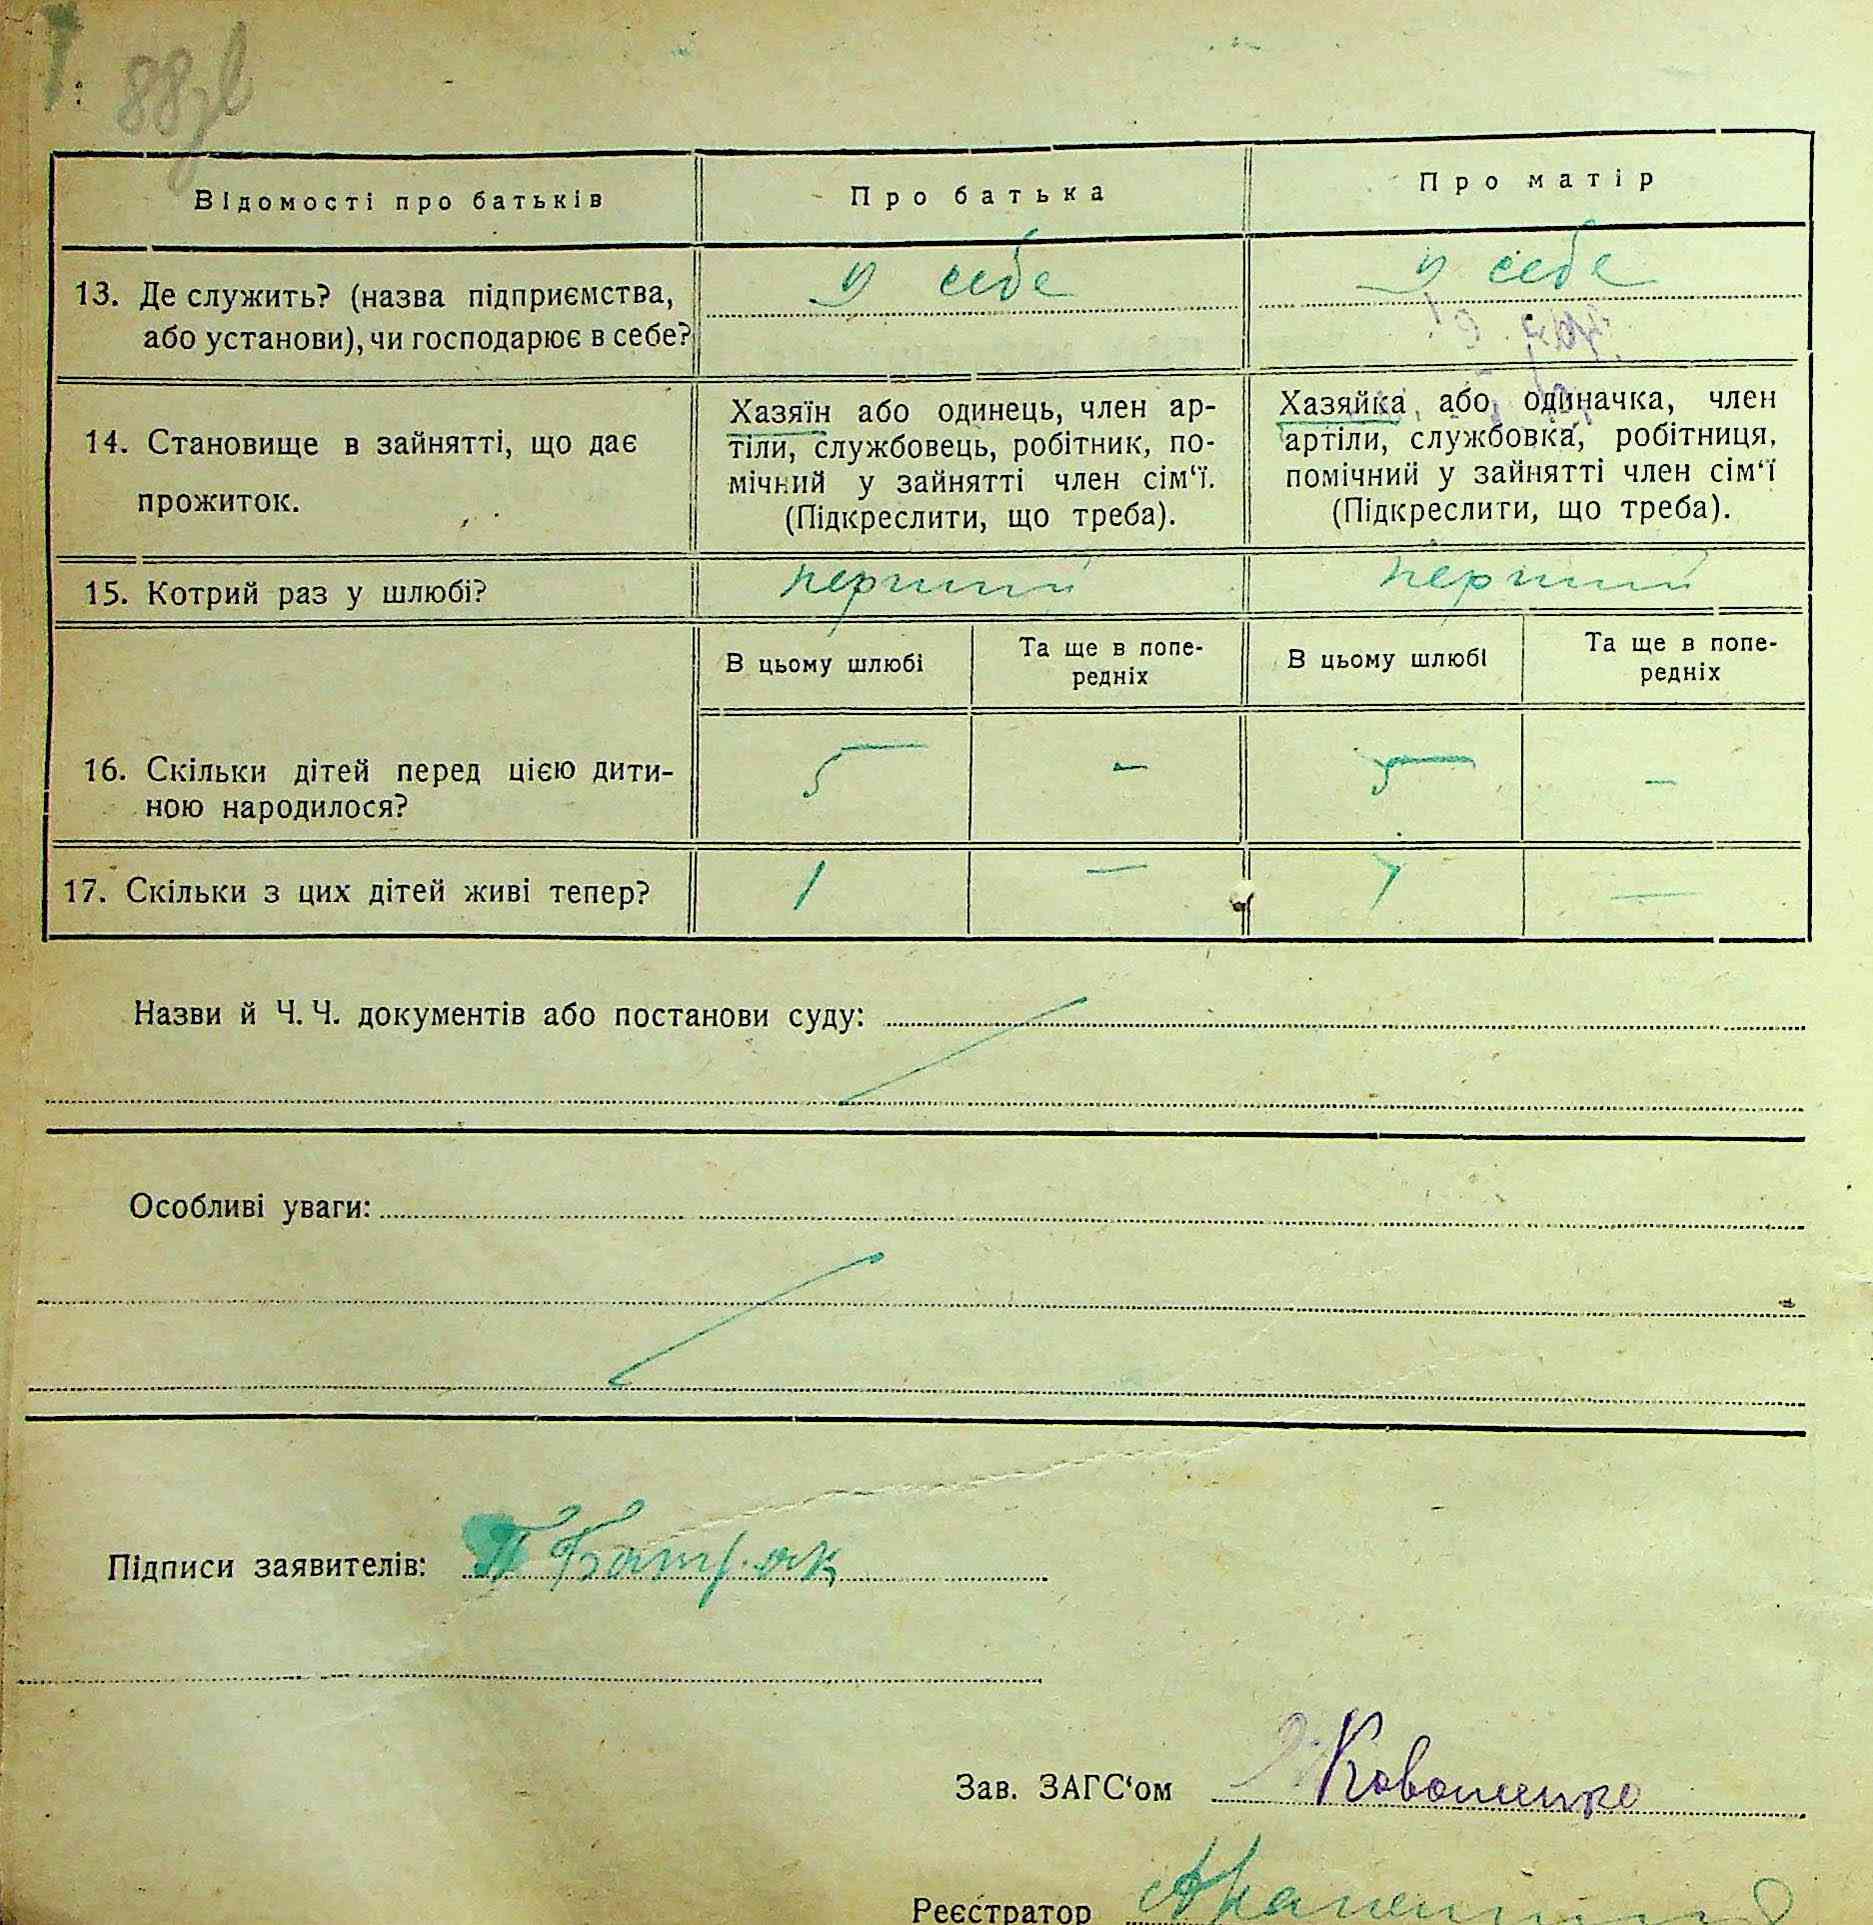 88
Відомості про батьків
Про батька
Про матір
13. Де служить? (назва підприємства,
або установи), чи господарює в себе?
у себе
у себе
14. Становище в зайнятті, що дає
прожиток.
Хазяїн або одинець, член ар-
тіли, службовець, робітник, по-
мічний у зайнятті член сім‘ї.
(Підкреслити, що треба).
Хазяйка, або одиначка, член
артіли, службовка, робітниця,
помічний у зайнятті член сім‘ї
(Підкреслити, що треба).
15. Котрий раз у шлюбі?
перший
перший
В цьому шлюбі
Та ще в попе-
редніх
В цьому шлюбі
Та ще в попе-
редніх
16. Скільки дітей перед цією дити-
ною народилося?
5
-
5
-
17. Скільки з цих дітей живі тепер?
1
—
1
—
Назви й Ч. Ч. документів або постанови суду:
Особливі уваги:
Підписи заявителів: П Батрак
Зав. ЗАГС‘ом
Реєстратор